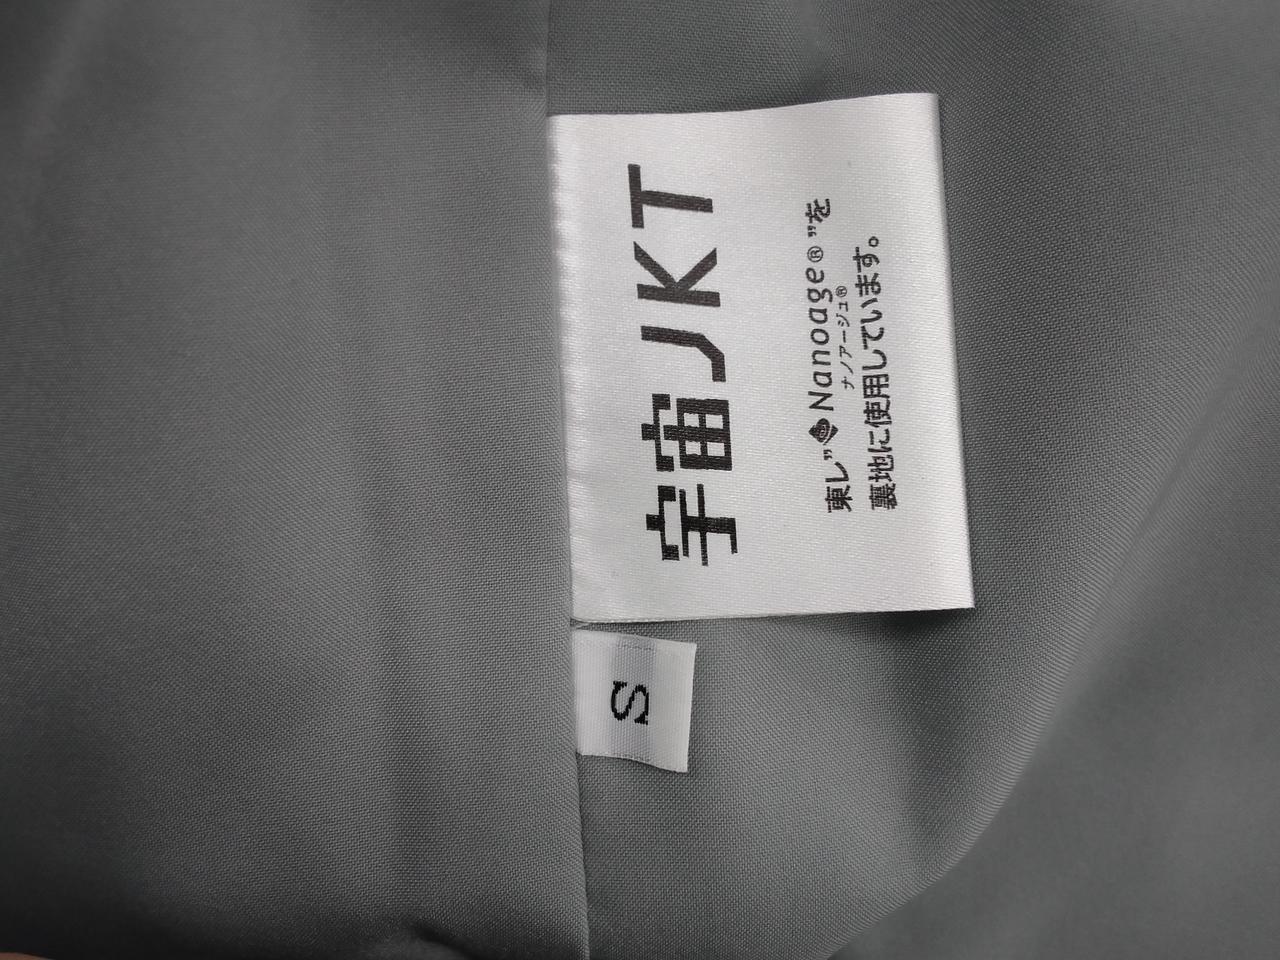 宇宙JKT
東レ”Nanoage®”を
ナノアージュ®
裏地に使用しています。
S